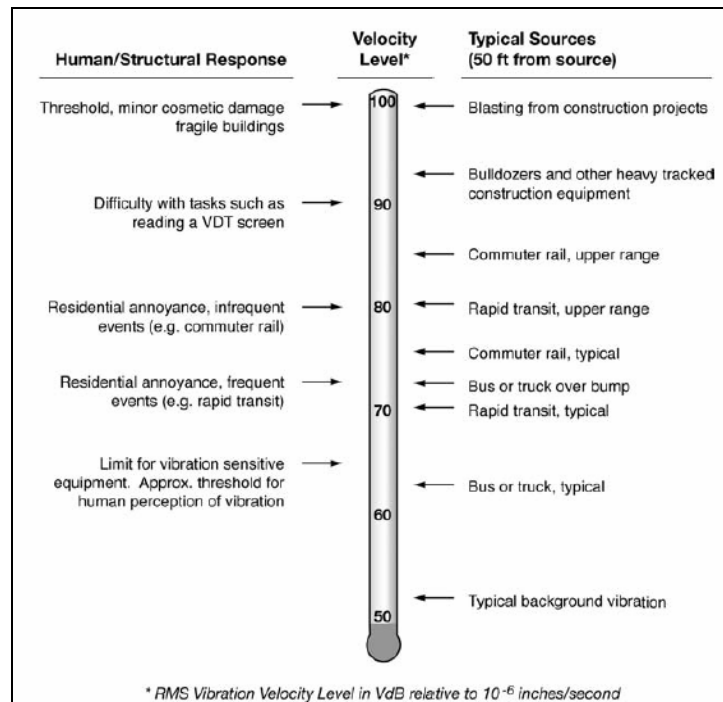 Human/Structural Response
Velocity
Level*
Typical Sources
(50 ft from source)
Threshold, minor cosmetic damage
fragile buildings
100
Blasting from construction projects
Bulldozers and other heavy tracked
construction equipment
Difficulty with tasks such as
reading a VDT screen
90
Commuter rail, upper range
Residential annoyance, infrequent
events (e.g. commuter rail)
80
Rapid transit, upper range
Commuter rail, typical
Residential annoyance, frequent
events (e.g. rapid transit)
Bus or truck over bump
70
Rapid transit, typical
Limit for vibration sensitive
equipment. Approx. threshold for
human perception of vibration
Bus or truck, typical
60
Typical background vibration
50
* RMS Vibration Velocity Level in VdB relative to 10⁻⁶ inches/second